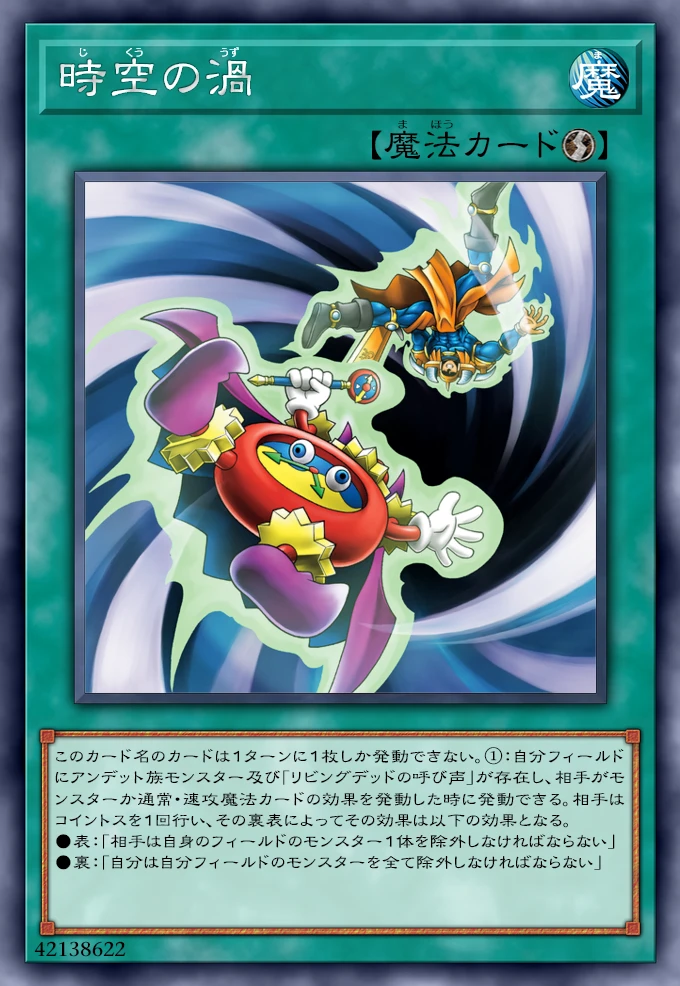 時空の渦
魔
【魔法カード】
このカード名のカードは1ターンに1枚しか発動できない。①:自分フィールド
にアンデット族モンスター及び「リビングデッドの呼び声」が存在し、相手がモ
ンスターか通常・速攻魔法カードの効果を発動した時に発動できる。相手は
コイントスを1回行い、その裏表によってその効果は以下の効果となる。
●表:「相手は自身のフィールドのモンスター1体を除外しなければならない」
●裏:「自分は自分フィールドのモンスターを全て除外しなければならない」
42138622